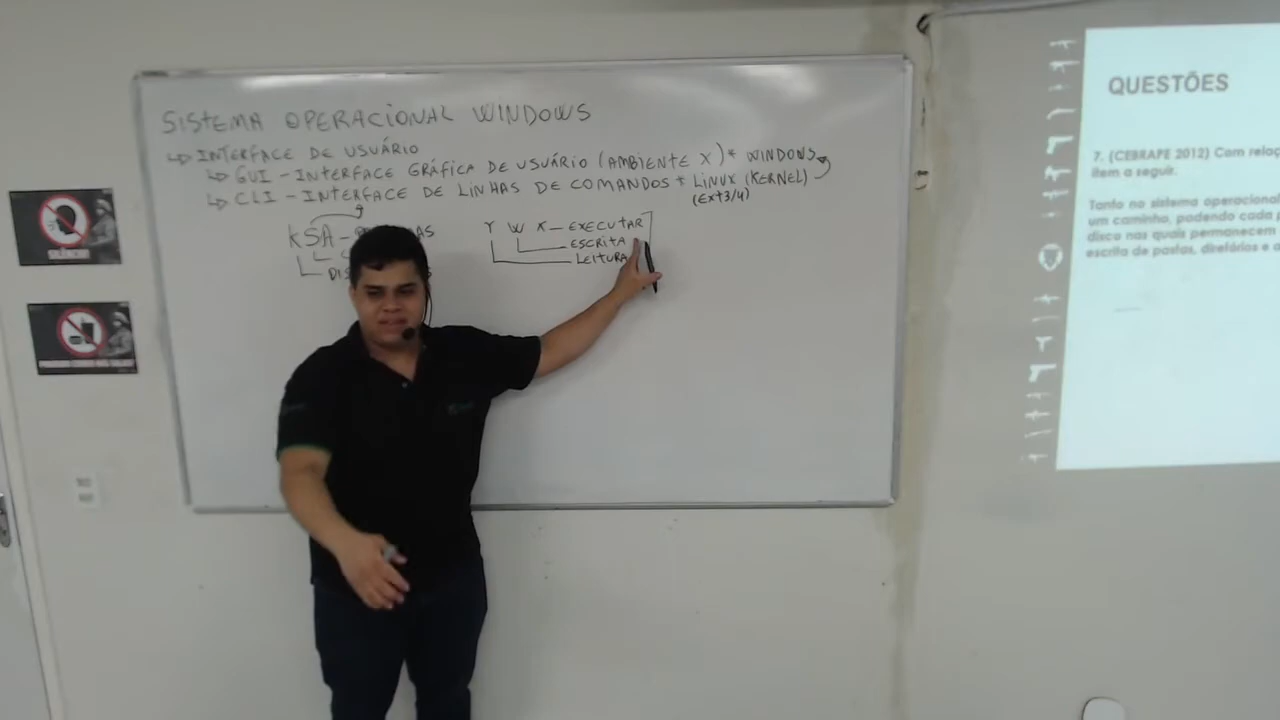 SISTEMA OPERACIONAL WINDOWS
↳ INTERFACE DE USUÁRIO
↳ GUI - INTERFACE GRÁFICA DE USUÁRIO (AMBIENTE X) * WINDOWS
↳ CLI - INTERFACE DE LINHAS DE COMANDOS * LINUX (KERNEL)
(Ext3/4)
KSA -
Y W X - EXECUTAR
ESCRITA
LEITURA
QUESTÕES
7. (CEBRAPE 2012) Com
item a seguir.
Tanto no sistema operacional
um caminho, podendo cada
disco nas quais permanecem
escrita de pastas, diretórios e
SILÊNCIO